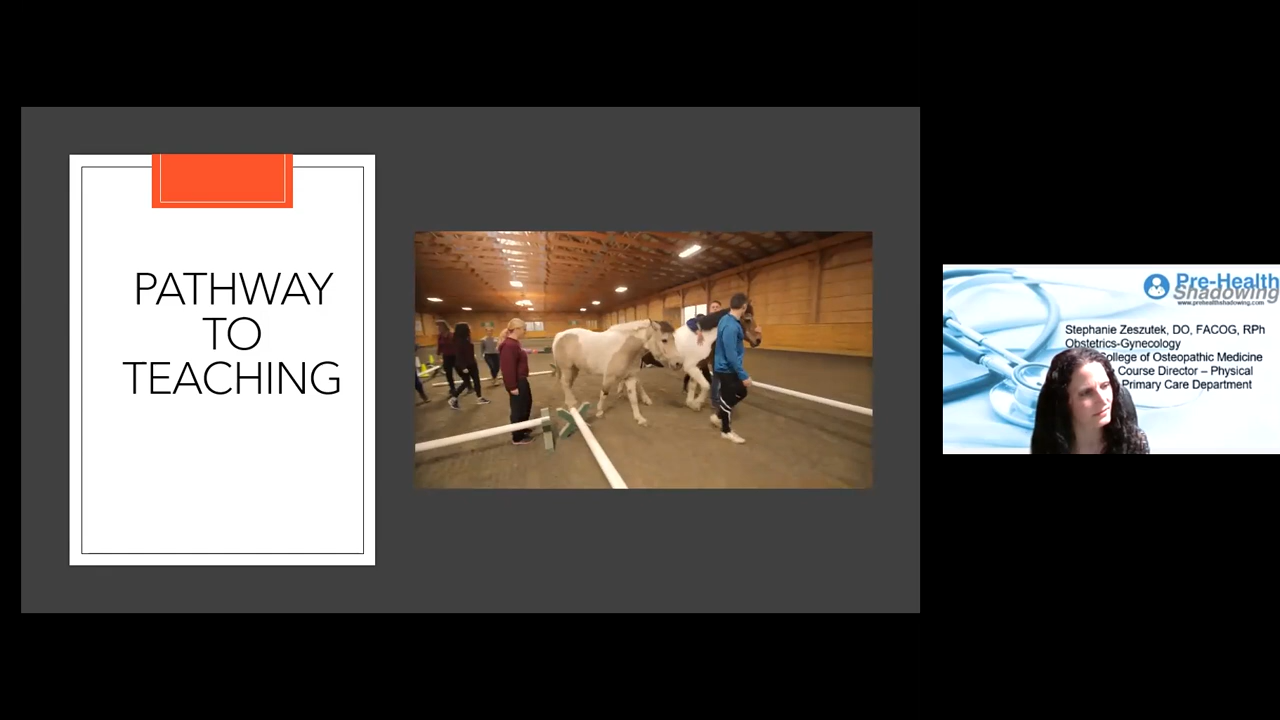 PATHWAY
TO
TEACHING
Pre-Health
Shadowing
www.prehealthshadowing.com
Stephanie Zeszutek, DO, FACOG, RPh
Obstetrics-Gynecology
College of Osteopathic Medicine
Course Director – Physical
Primary Care Department